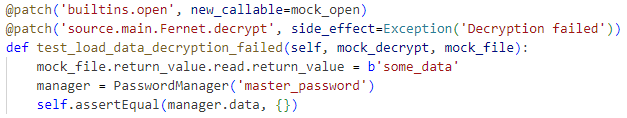 @patch('builtins.open', new_callable=mock_open)
@patch('source.main.Fernet.decrypt', side_effect=Exception('Decryption failed'))
def test_load_data_decryption_failed(self, mock_decrypt, mock_file):
    mock_file.return_value.read.return_value = b'some_data'
    manager = PasswordManager('master_password')
    self.assertEqual(manager.data, {})